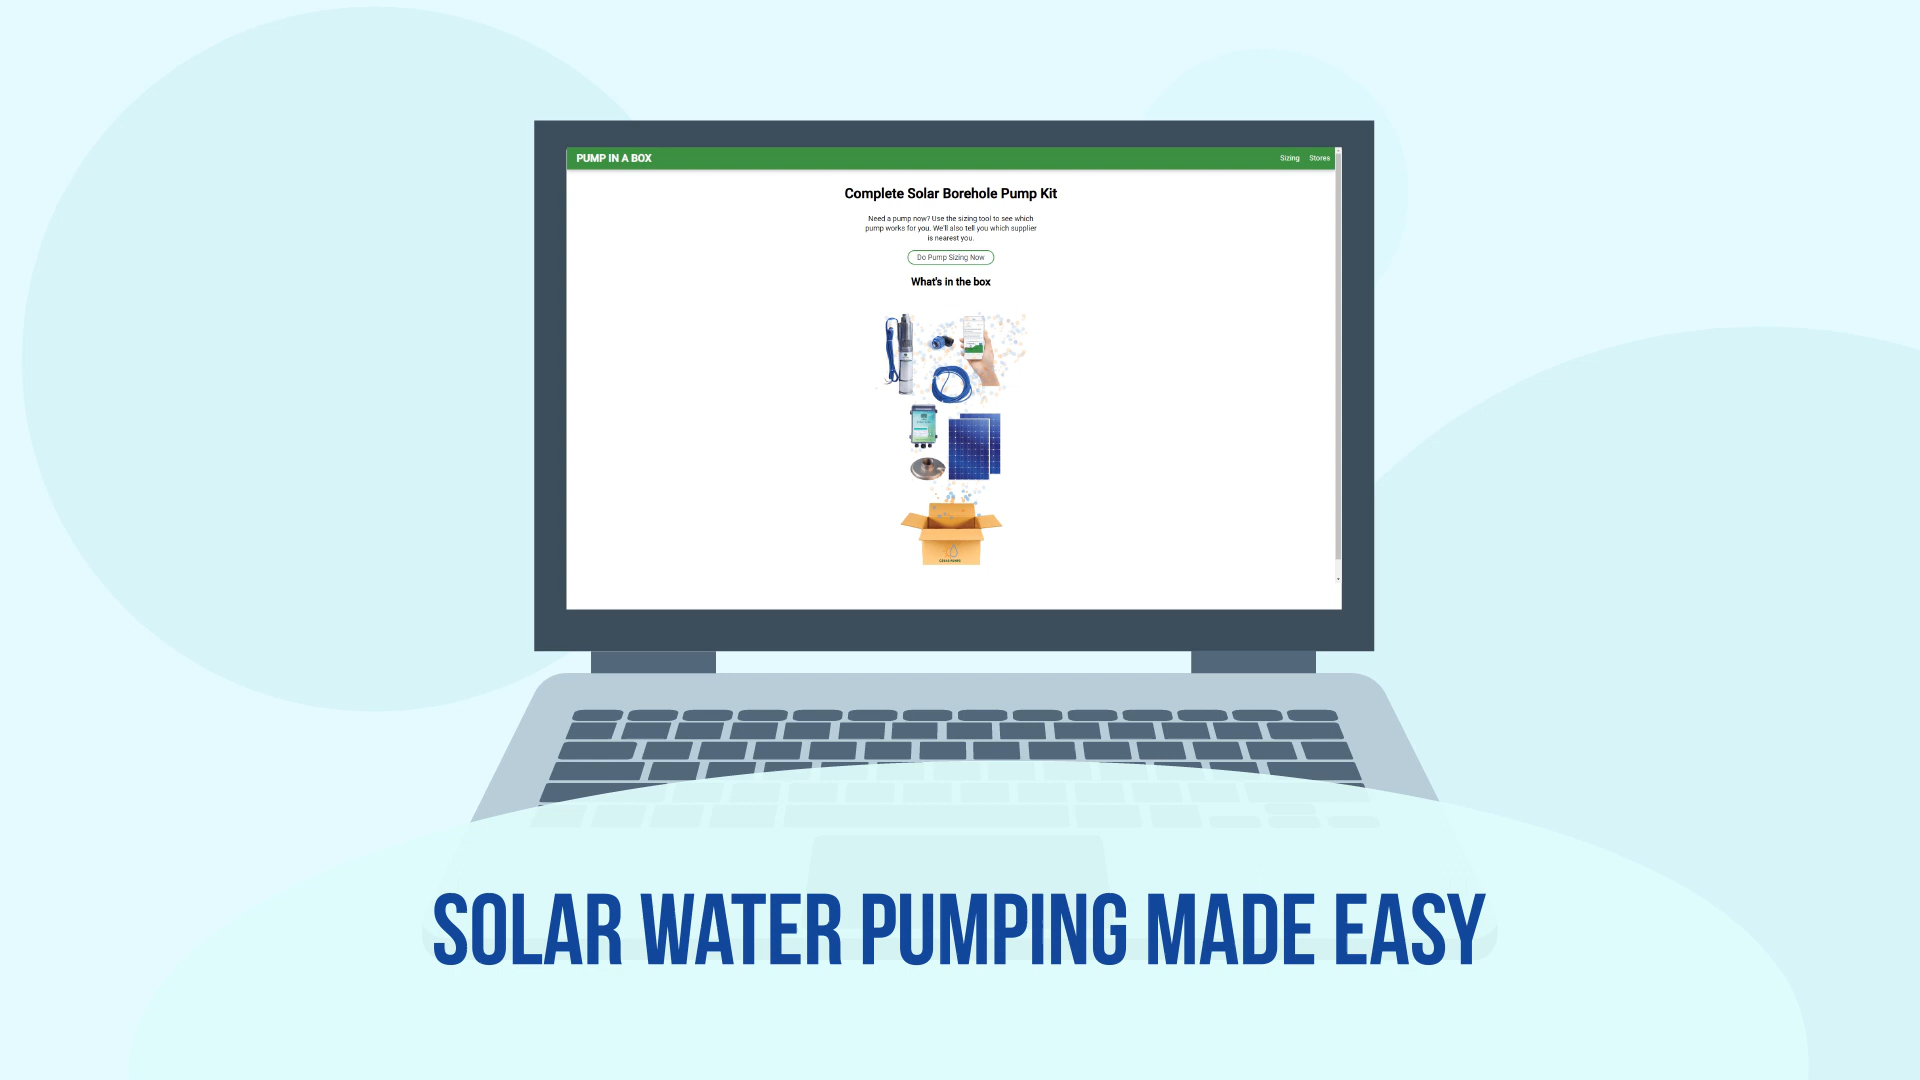 PUMP IN A BOX
Sizing
Stores
Complete Solar Borehole Pump Kit
Need a pump now? Use the sizing tool to see which
pump works for you. We'll also tell you which supplier
is nearest you.
Do Pump Sizing Now
What's in the box
SOLAR WATER PUMPING MADE EASY